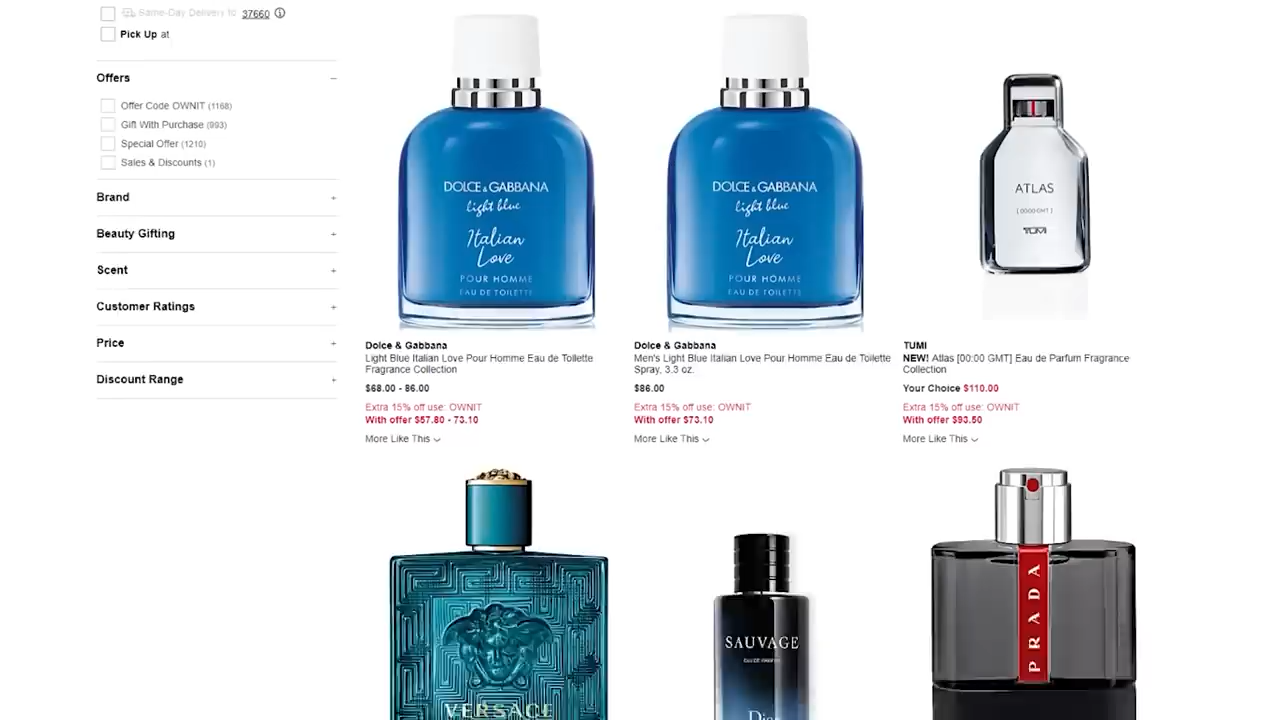 Same-Day Delivery to 37660
Pick Up at
Offers
Offer Code OWNIT (1168)
Gift With Purchase (993)
Special Offer (1210)
Sales & Discounts (1)
Brand
Beauty Gifting
Scent
Customer Ratings
Price
Discount Range
DOLCE & GABBANA
light blue
Italian
Love
POUR HOMME
EAU DE TOILETTE
Dolce & Gabbana
Light Blue Italian Love Pour Homme Eau de Toilette
Fragrance Collection
$68.00 - 86.00
Extra 15% off use: OWNIT
With offer $57.80 - 73.10
More Like This
DOLCE & GABBANA
light blue
Italian
Love
POUR HOMME
EAU DE TOILETTE
Dolce & Gabbana
Men's Light Blue Italian Love Pour Homme Eau de Toilette
Spray, 3.3 oz.
$86.00
Extra 15% off use: OWNIT
With offer $73.10
More Like This
ATLAS
[00:00 GMT]
TUMI
TUMI
NEW! Atlas [00:00 GMT] Eau de Parfum Fragrance
Collection
Your Choice $110.00
Extra 15% off use: OWNIT
With offer $93.50
More Like This
VERSACE
SAUVAGE
EAU DE PARFUM
Dior
PRADA